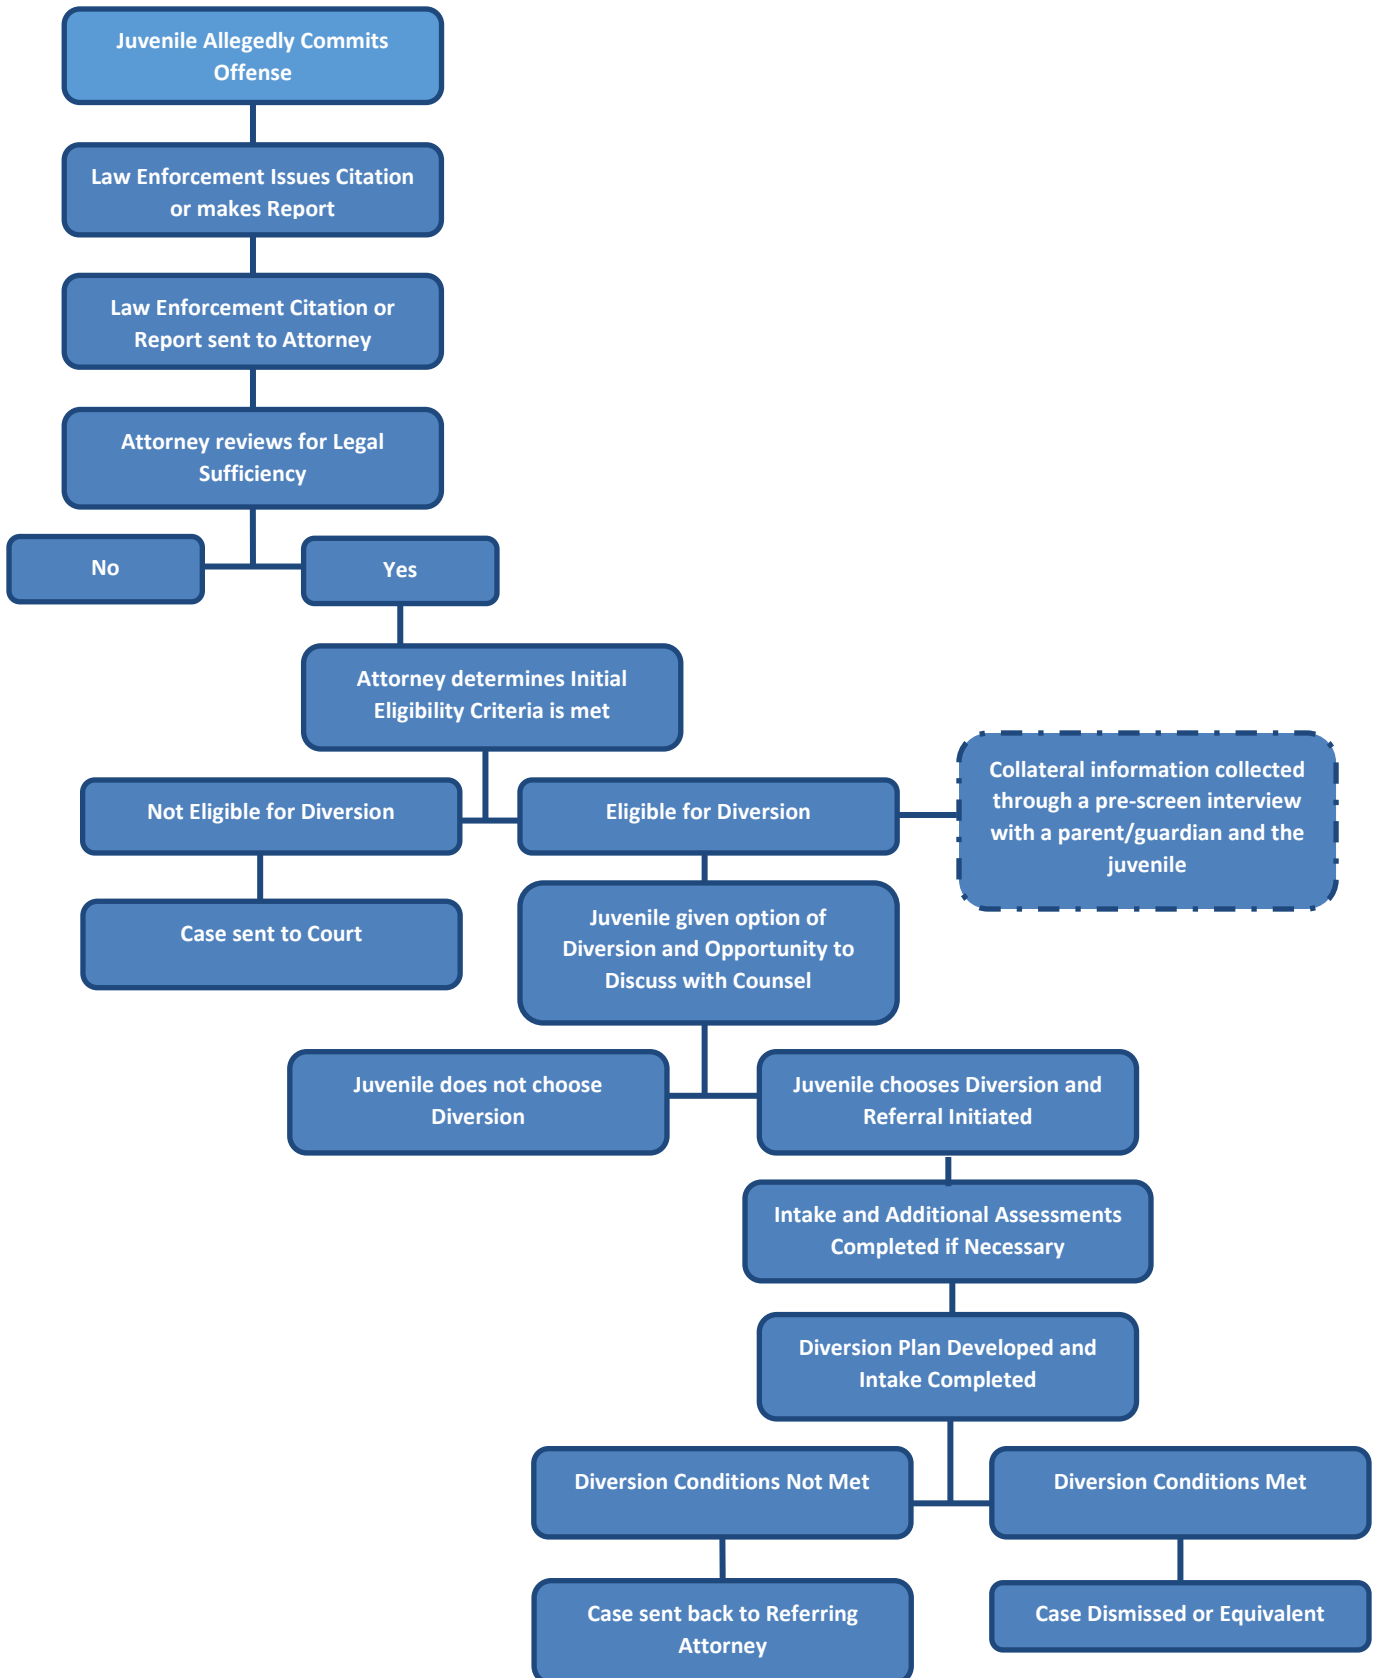 Juvenile Allegedly Commits
Offense
Law Enforcement Issues Citation
or makes Report
Law Enforcement Citation or
Report sent to Attorney
Attorney reviews for Legal
Sufficiency
No
Yes
Attorney determines Initial
Eligibility Criteria is met
Not Eligible for Diversion
Eligible for Diversion
Collateral information collected
through a pre-screen interview
with a parent/guardian and the
juvenile
Case sent to Court
Juvenile given option of
Diversion and Opportunity to
Discuss with Counsel
Juvenile does not choose
Diversion
Juvenile chooses Diversion and
Referral Initiated
Intake and Additional Assessments
Completed if Necessary
Diversion Plan Developed and
Intake Completed
Diversion Conditions Not Met
Diversion Conditions Met
Case sent back to Referring
Attorney
Case Dismissed or Equivalent